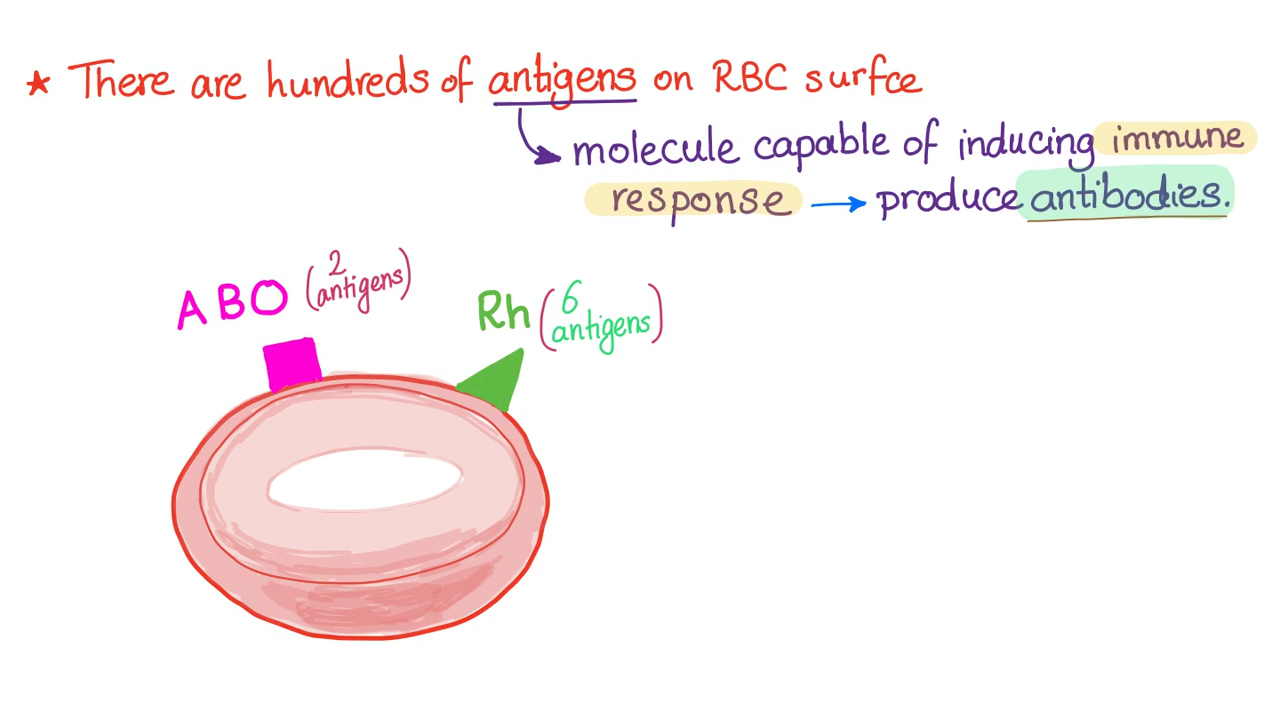 ★ There are hundreds of antigens on RBC surfce
molecule capable of inducing immune
response → produce antibodies.
ABO (2 antigens)
Rh (6 antigens)